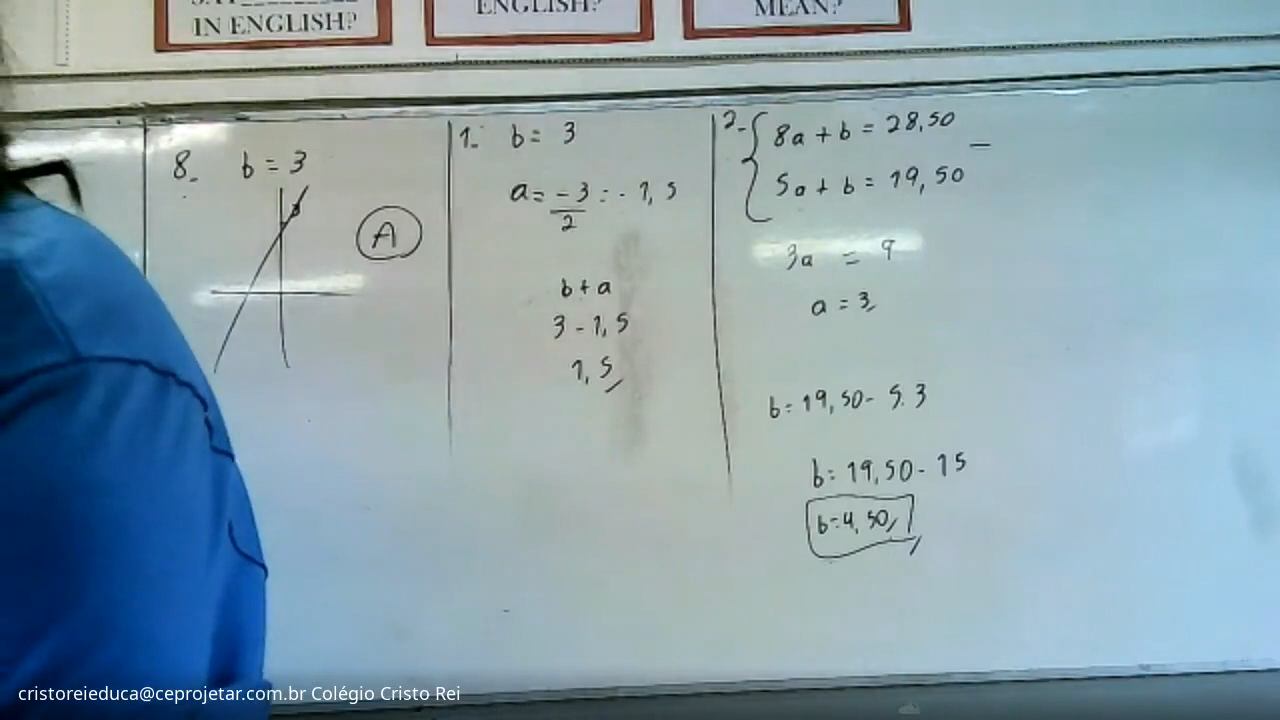 IN ENGLISH?
ENGLISH?
MEAN?
8. b = 3
3
A
1. b = 3
a = -3/2 = -1,5
b + a
3 - 1,5
1,5
2- { 8a + b = 28,50 -
5a + b = 19,50
3a = 9
a = 3
b = 19,50 - 5.3
b = 19,50 - 15
b = 4,50
cristoreieduca@ceprojetar.com.br Colégio Cristo Rei